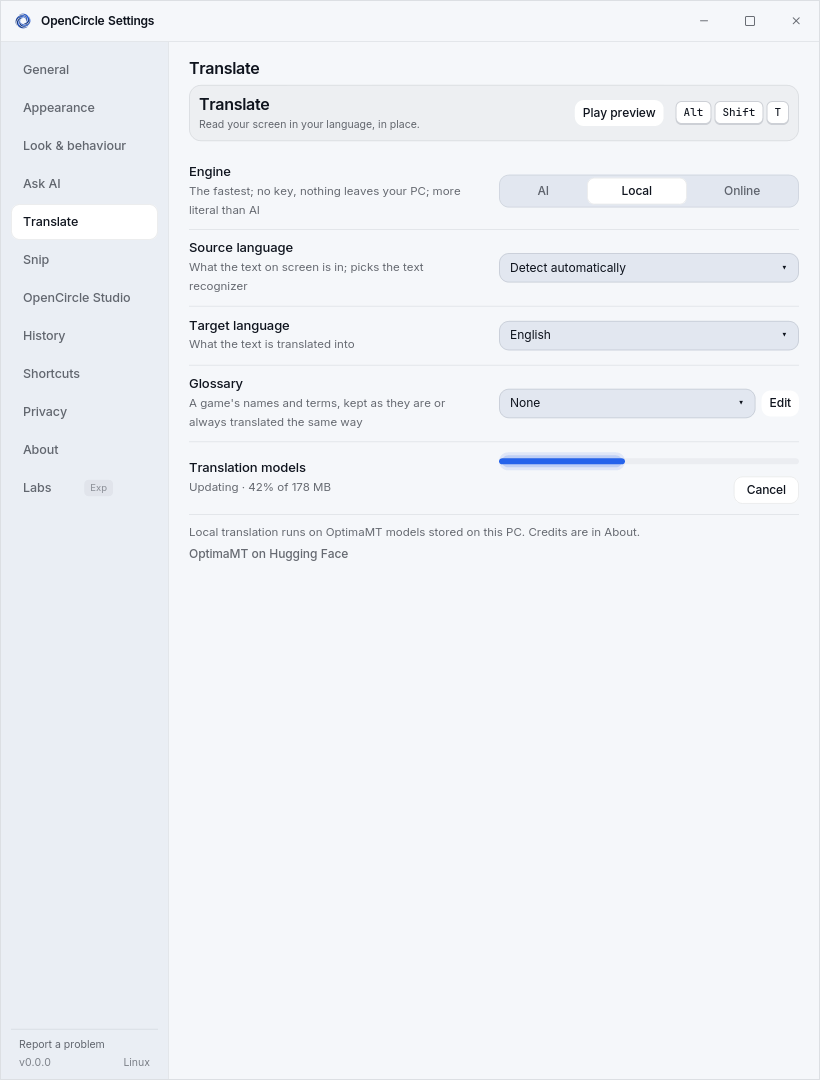 OpenCircle Settings
General
Appearance
Look & behaviour
Ask AI
Translate
Snip
OpenCircle Studio
History
Shortcuts
Privacy
About
Labs Exp
Report a problem
v0.0.0 Linux
Translate
Translate
Read your screen in your language, in place.
Play preview Alt Shift T
Engine
The fastest; no key, nothing leaves your PC; more
literal than AI
AI Local Online
Source language
What the text on screen is in; picks the text
recognizer
Detect automatically
Target language
What the text is translated into
English
Glossary
A game's names and terms, kept as they are or
always translated the same way
None Edit
Translation models
Updating · 42% of 178 MB
Cancel
Local translation runs on OptimaMT models stored on this PC. Credits are in About.
OptimaMT on Hugging Face